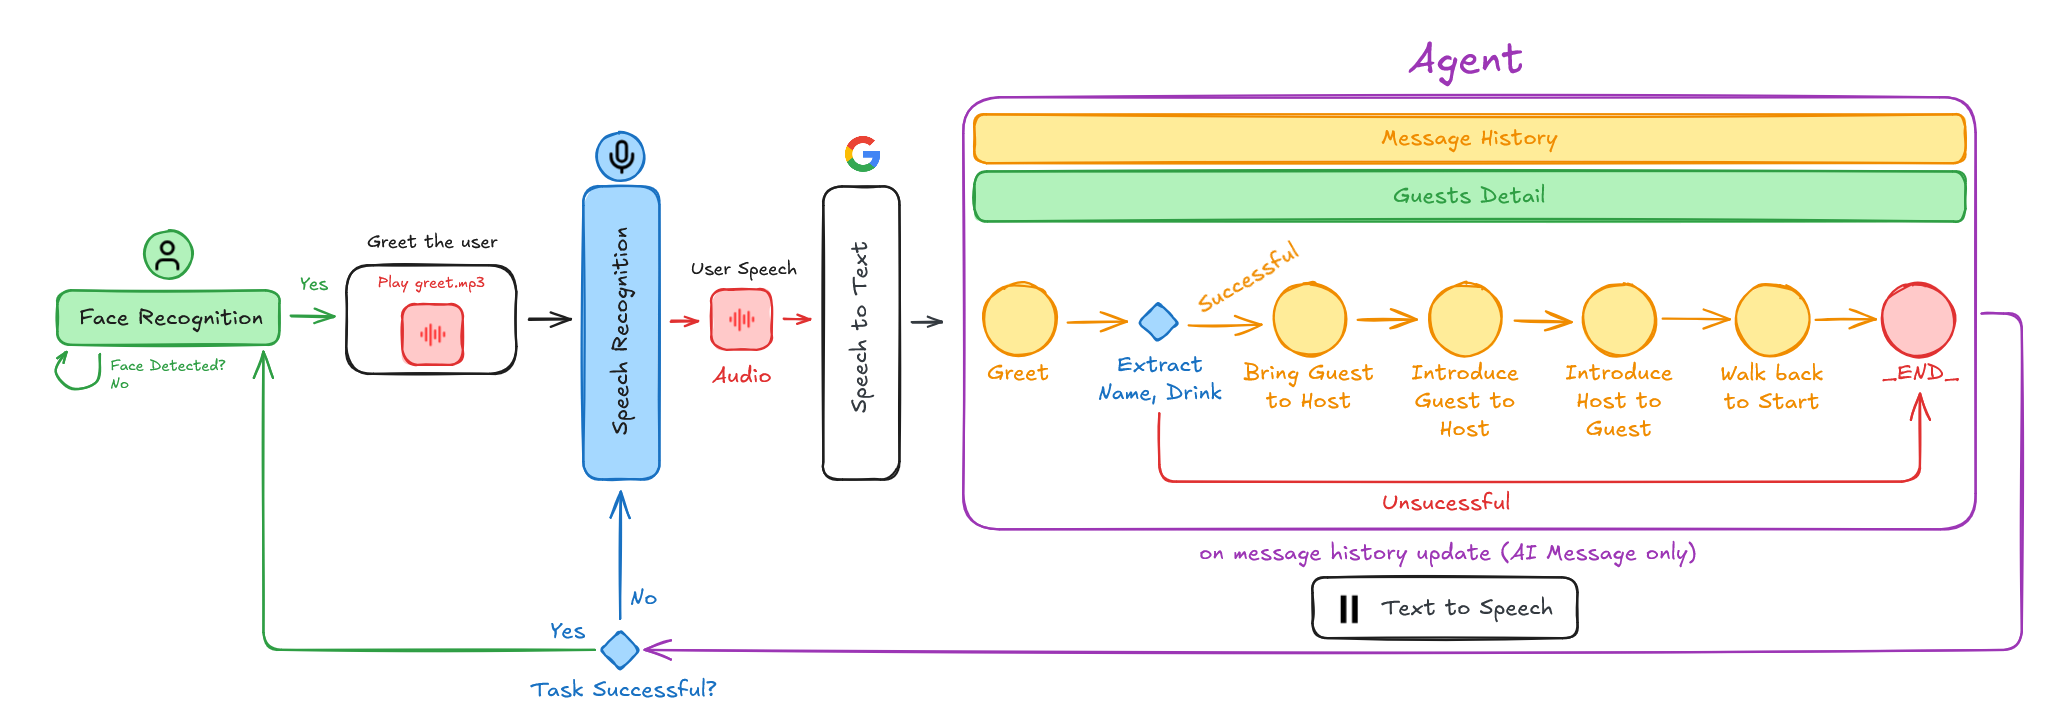 Agent
Message History
Guests Detail
Face Recognition
Face Detected?
No
Yes
Greet the user
Play greet.mp3
Speech Recognition
User Speech
Audio
Speech to Text
Greet
Extract
Name, Drink
Successful
Bring Guest
to Host
Introduce
Guest to
Host
Introduce
Host to
Guest
Walk back
to Start
_END_
Unsucessful
on message history update (AI Message only)
Text to Speech
No
Yes
Task Successful?